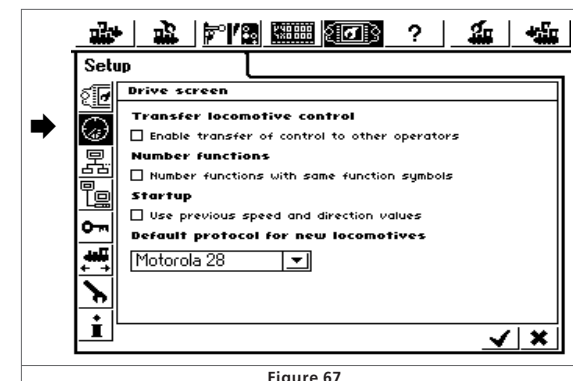 ?
Setup
Drive screen
Transfer locomotive control
Enable transfer of control to other operators
Number functions
Number functions with same function symbols
Startup
Use previous speed and direction values
Default protocol for new locomotives
Motorola 28
i
Figure 67